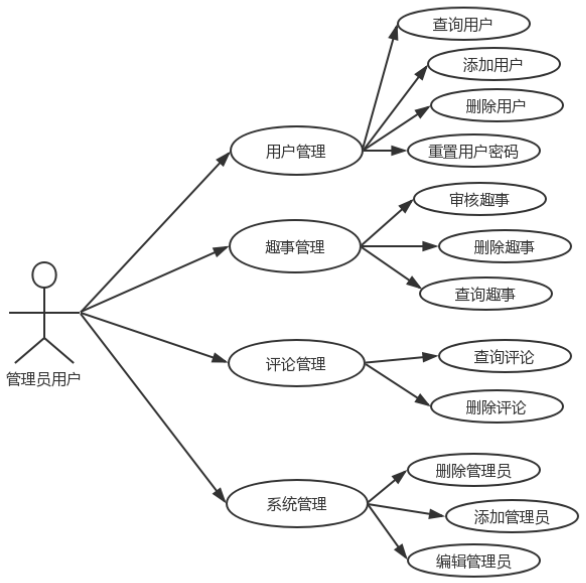 查询用户
添加用户
删除用户
用户管理
重置用户密码
审核趣事
趣事管理
删除趣事
查询趣事
管理员用户
查询评论
评论管理
删除评论
删除管理员
系统管理
添加管理员
编辑管理员